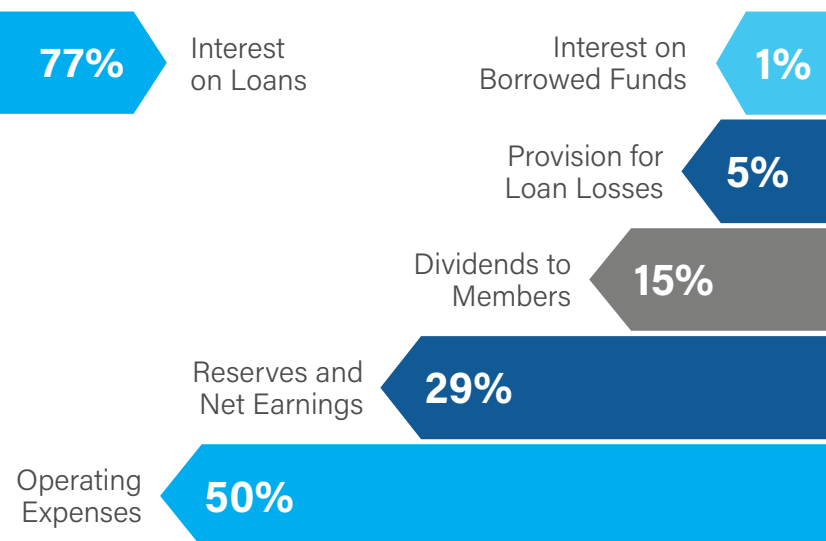 77%
Interest
on Loans
Interest on
Borrowed Funds
1%
Provision for
Loan Losses
5%
Dividends to
Members
15%
Reserves and
Net Earnings
29%
Operating
Expenses
50%